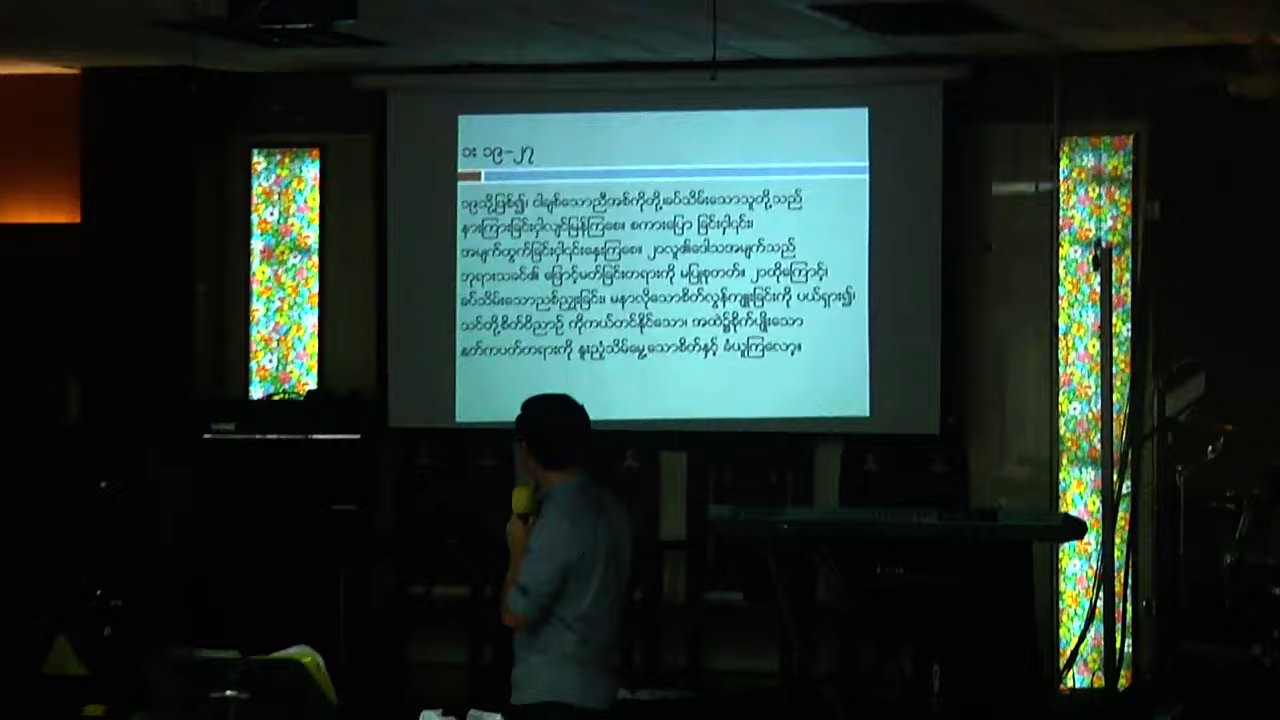 ၁း ၁၉-၂၇
၁၉သို့ဖြစ်၍၊ ငါချစ်သောညီအစ်ကိုတို့၊ခပ်သိမ်းသောသူတို့သည်
နားကြားခြင်းငှါလျင်မြန်ကြစေ။ စကားပြော ခြင်းငှါ၎င်း၊
အမျက်ထွက်ခြင်းငှါ၎င်းနှေးကြစေ။ ၂၀လူ၏ဒေါသအမျက်သည်
ဘုရားသခင်၏ ဖြောင့်မတ်ခြင်းတရားကို မပြုစုတတ်။ ၂၁ထိုကြောင့်၊
ခပ်သိမ်းသောညစ်ညူးခြင်း၊ မနာလိုသောစိတ်လွန်ကျူးခြင်းကို ပယ်ရှား၍၊
သင်တို့စိတ်ဝိညာဉ် ကိုကယ်တင်နိုင်သော၊ အထဲ၌စိုက်ပျိုးသော
နှုတ်ကပတ်တရားကို နူးညံ့သိမ်မွေ့သောစိတ်နှင့် ခံယူကြလော့။